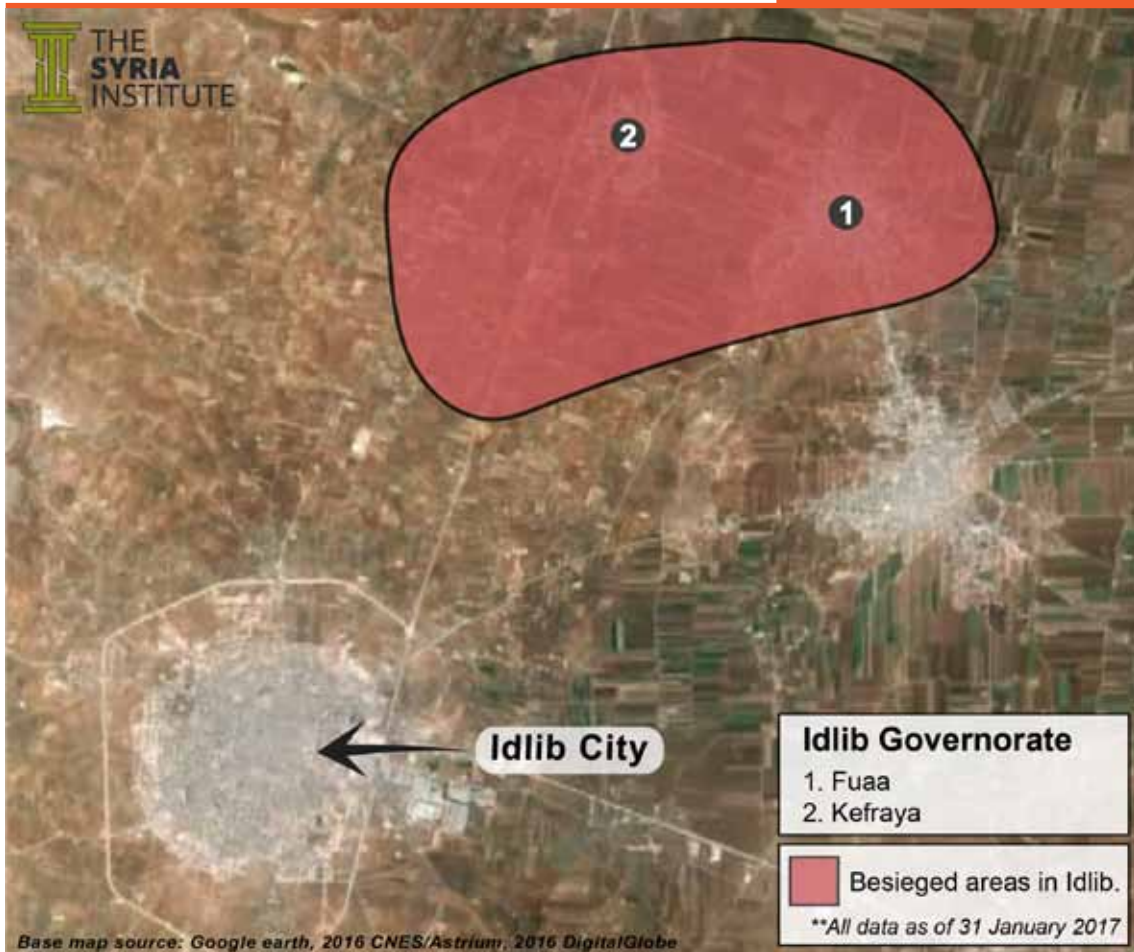 THE
SYRIA
INSTITUTE
2
1
Idlib City
Idlib Governorate
1. Fuaa
2. Kefraya
Besieged areas in Idlib.
**All data as of 31 January 2017
Base map source: Google earth, 2016 CNES/Astrium, 2016 DigitalGlobe